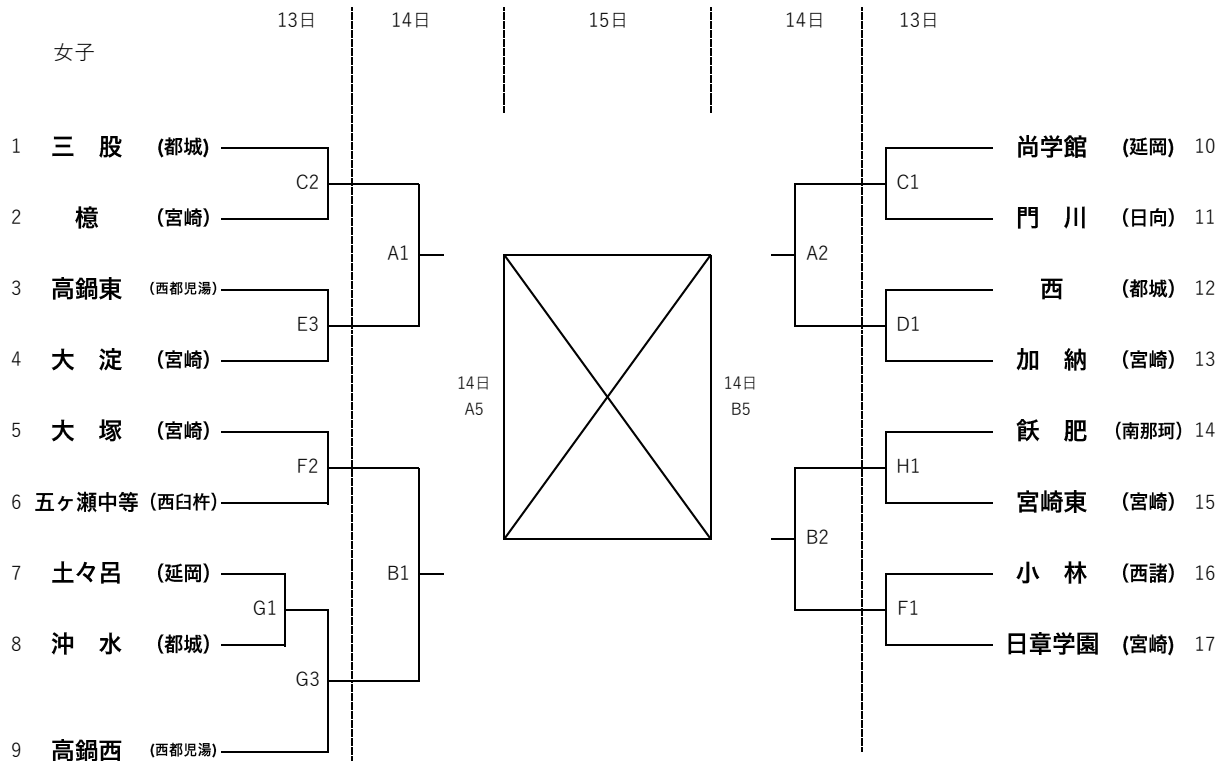 13日 14日 15日 14日 13日
女子
1 三 股 (都城) 尚学館 (延岡) 10
C2 C1
2 檍 (宮崎) 門 川 (日向) 11
A1 A2
3 高鍋東 (西都児湯) 西 (都城) 12
E3 D1
4 大 淀 (宮崎) 加 納 (宮崎) 13
14日 14日
A5 B5
5 大 塚 (宮崎) 飫 肥 (南那珂) 14
F2 H1
6 五ヶ瀬中等 (西臼杵) 宮崎東 (宮崎) 15
B2
7 土々呂 (延岡) B1 小 林 (西諸) 16
G1 F1
8 沖 水 (都城) 日章学園 (宮崎) 17
G3
9 高鍋西 (西都児湯)